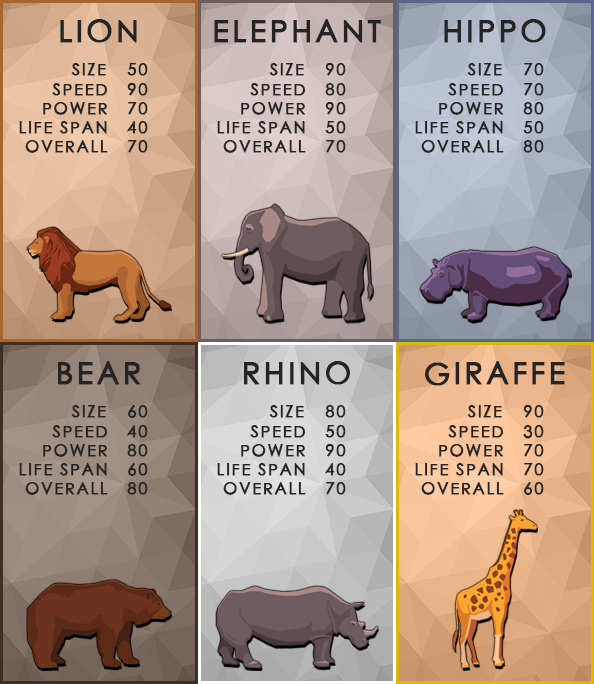 LION
SIZE 50
SPEED 90
POWER 70
LIFE SPAN 40
OVERALL 70
ELEPHANT
SIZE 90
SPEED 80
POWER 90
LIFE SPAN 50
OVERALL 70
HIPPO
SIZE 70
SPEED 70
POWER 80
LIFE SPAN 50
OVERALL 80
BEAR
SIZE 60
SPEED 40
POWER 80
LIFE SPAN 60
OVERALL 80
RHINO
SIZE 80
SPEED 50
POWER 90
LIFE SPAN 40
OVERALL 70
GIRAFFE
SIZE 90
SPEED 30
POWER 70
LIFE SPAN 70
OVERALL 60